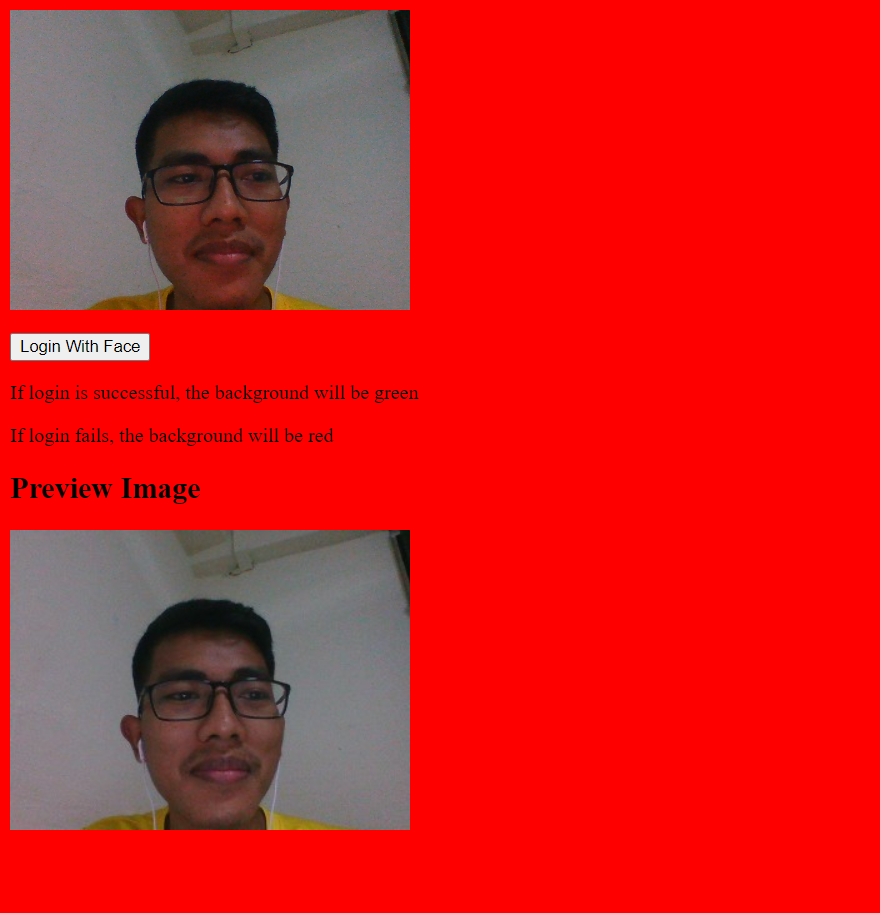 Login With Face
If login is successful, the background will be green
If login fails, the background will be red
Preview Image